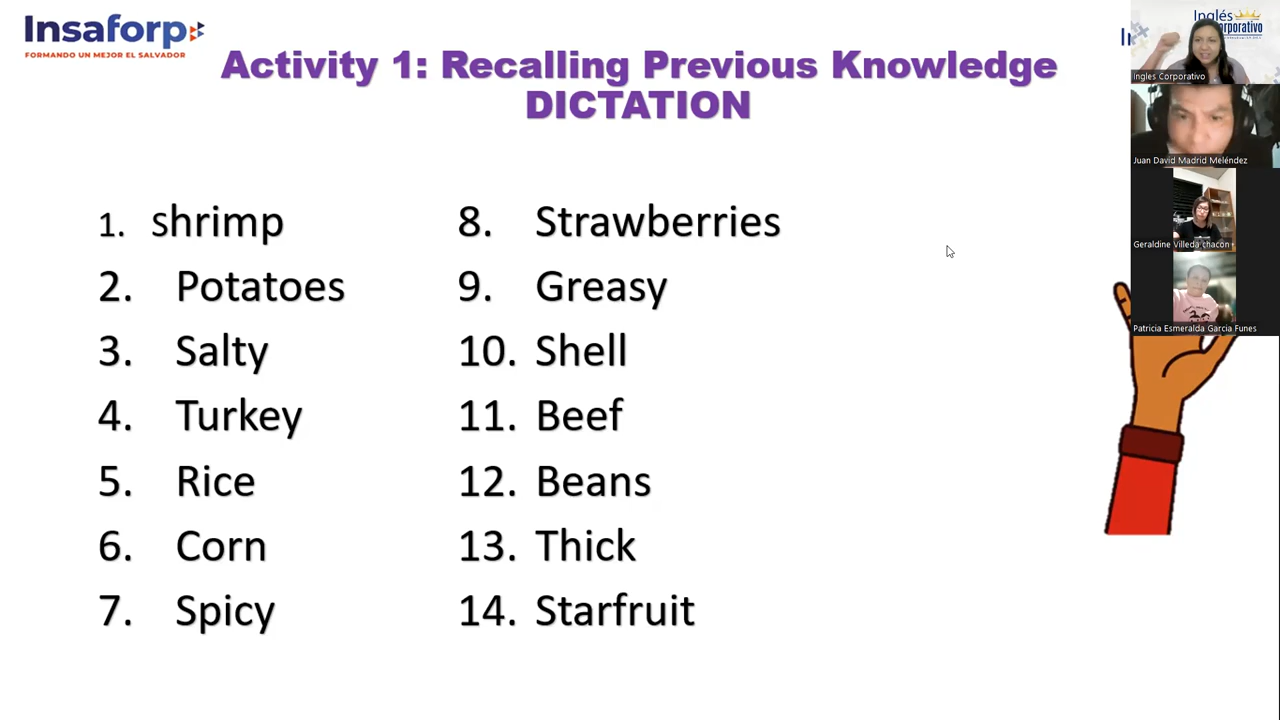 Insaforp
FORMANDO UN MEJOR EL SALVADOR
Activity 1: Recalling Previous Knowledge
DICTATION
1. Shrimp
2. Potatoes
3. Salty
4. Turkey
5. Rice
6. Corn
7. Spicy
8. Strawberries
9. Greasy
10. Shell
11. Beef
12. Beans
13. Thick
14. Starfruit
Inglés
Corporativo
Ingles Corporativo
Juan David Madrid Meléndez
Geraldine Villeda chacón
Patricia Esmeralda Garcia Funes